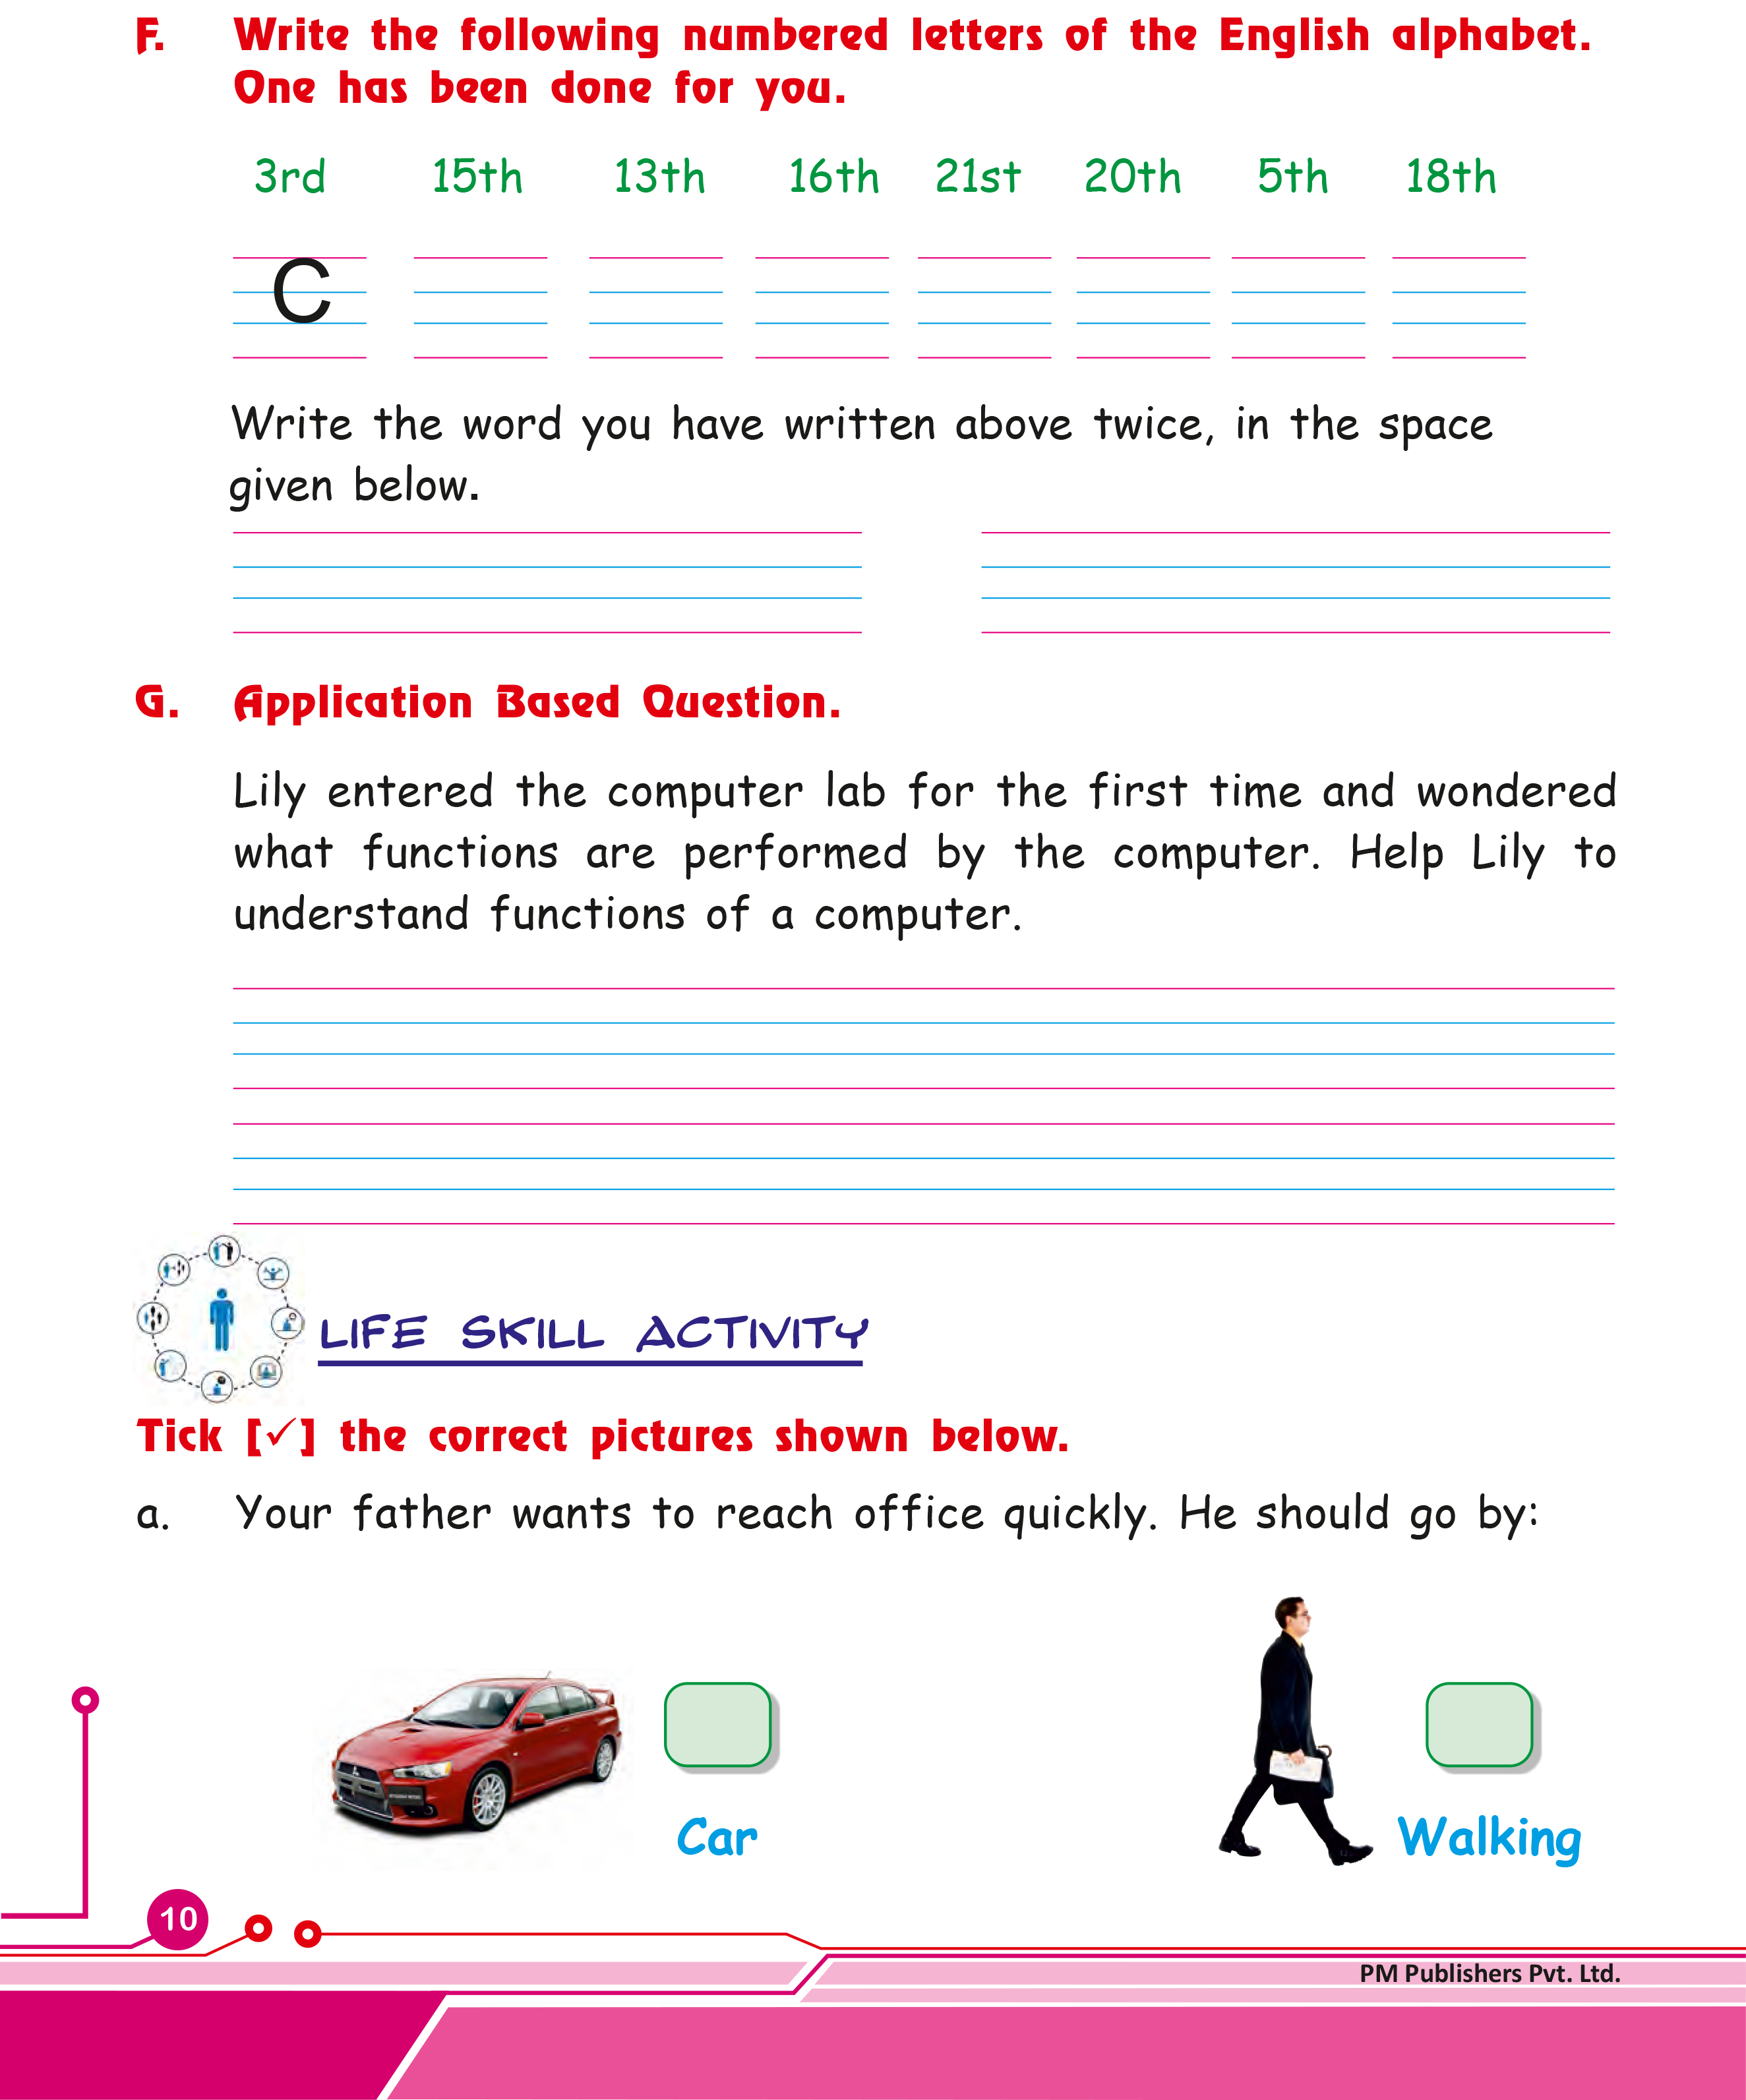 F. Write the following numbered letters of the English alphabet.
One has been done for you.
3rd 15th 13th 16th 21st 20th 5th 18th
C
Write the word you have written above twice, in the space
given below.
G. Application Based Question.
Lily entered the computer lab for the first time and wondered
what functions are performed by the computer. Help Lily to
understand functions of a computer.
LIFE SKILL ACTIVITY
Tick [✓] the correct pictures shown below.
a. Your father wants to reach office quickly. He should go by:
Car
Walking
10
PM Publishers Pvt. Ltd.